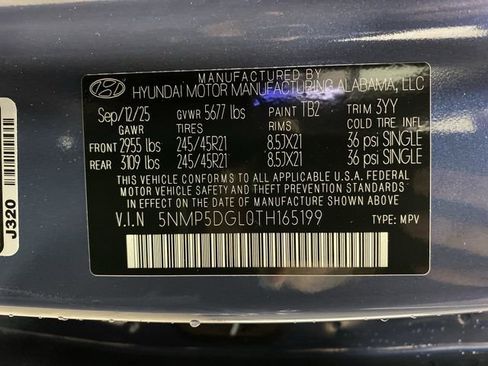 MANUFACTURED BY
HYUNDAI MOTOR MANUFACTURING ALABAMA, LLC
Sep/12/25 GVWR 5677 lbs PAINT TB2 TRIM 3YY
GAWR TIRES RIMS COLD TIRE INFL.
FRONT 2955 lbs 245/45R21 8.5JX21 36 psi SINGLE
REAR 3109 lbs 245/45R21 8.5JX21 36 psi SINGLE
THIS VEHICLE CONFORMS TO ALL APPLICABLE U.S.A. FEDERAL
MOTOR VEHICLE SAFETY AND THEFT PREVENTION STANDARDS
IN EFFECT ON THE DATE OF MANUFACTURE SHOWN ABOVE
V.I.N 5NMP5DGL0TH165199 TYPE: MPV
J320